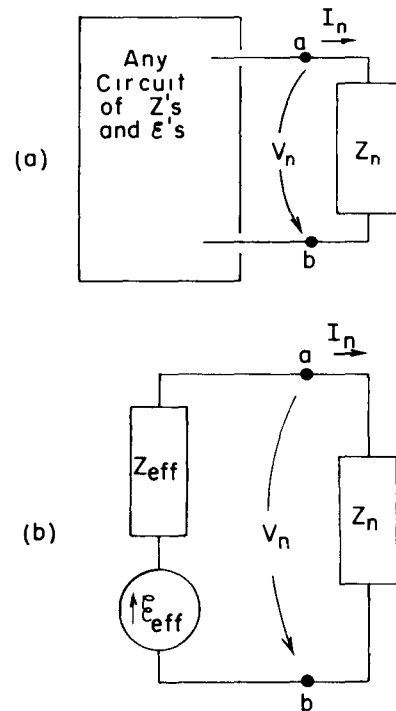 (a)
Any
Circuit
of Z's
and ℰ's
a
I_n
V_n
Z_n
b
(b)
a
I_n
Z_eff
ℰ_eff
V_n
Z_n
b